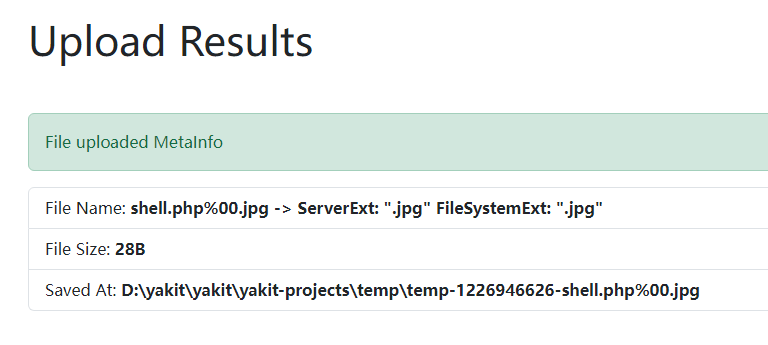 Upload Results
File uploaded MetaInfo
File Name: shell.php%00.jpg -> ServerExt: ".jpg" FileSystemExt: ".jpg"
File Size: 28B
Saved At: D:\yakit\yakit\yakit-projects\temp\temp-1226946626-shell.php%00.jpg